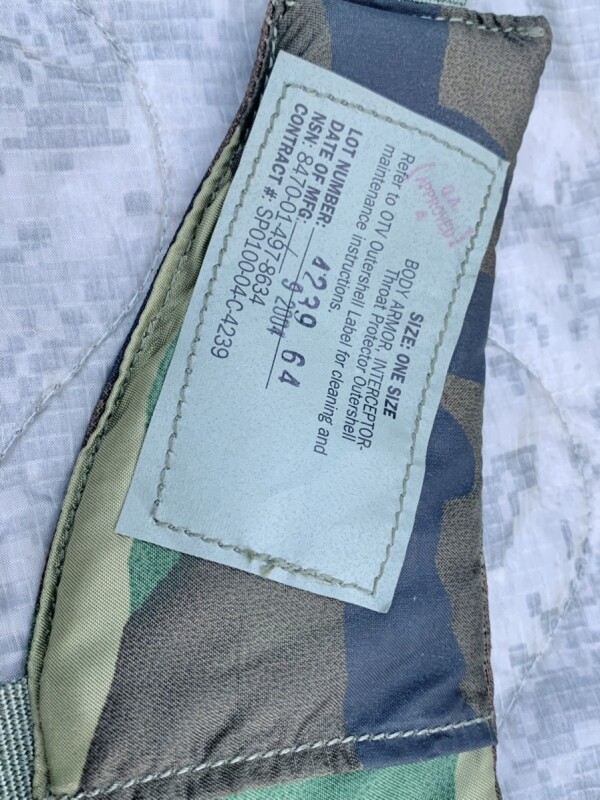 SIZE: ONE SIZE
BODY ARMOR, INTERCEPTOR-
Throat Protector Outershell
Refer to OTV Outershell Label for cleaning and
maintenance instructions.
LOT NUMBER: 4239 64
DATE OF MFG: 9 2004
NSN: 8470-01-497-8634
CONTRACT #: SP0100-04-C-4239
APPROVED